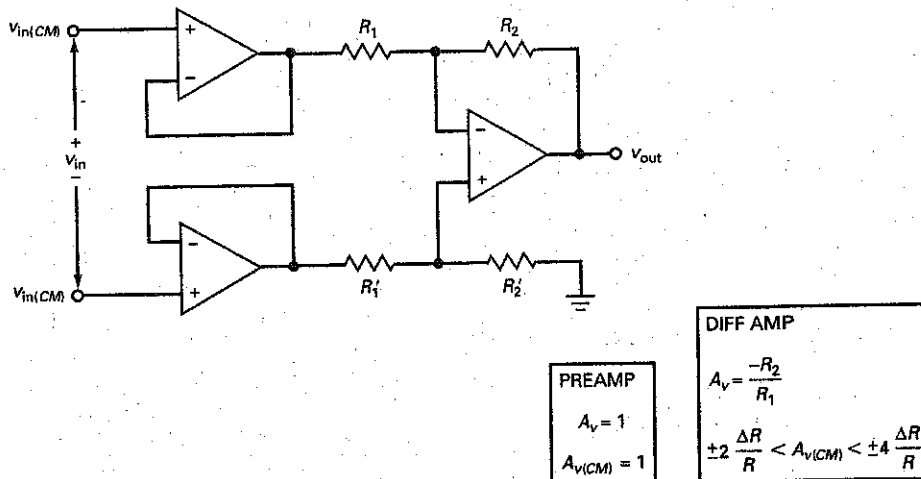 v_in(CM)
+
−
R₁
R₂
+
v_in
−
−
+
v_out
−
+
v_in(CM)
R₁′
R₂′
PREAMP
A_v = 1
A_v(CM) = 1
DIFF AMP
A_v = −R₂/R₁
±2 ΔR/R < A_v(CM) < ±4 ΔR/R